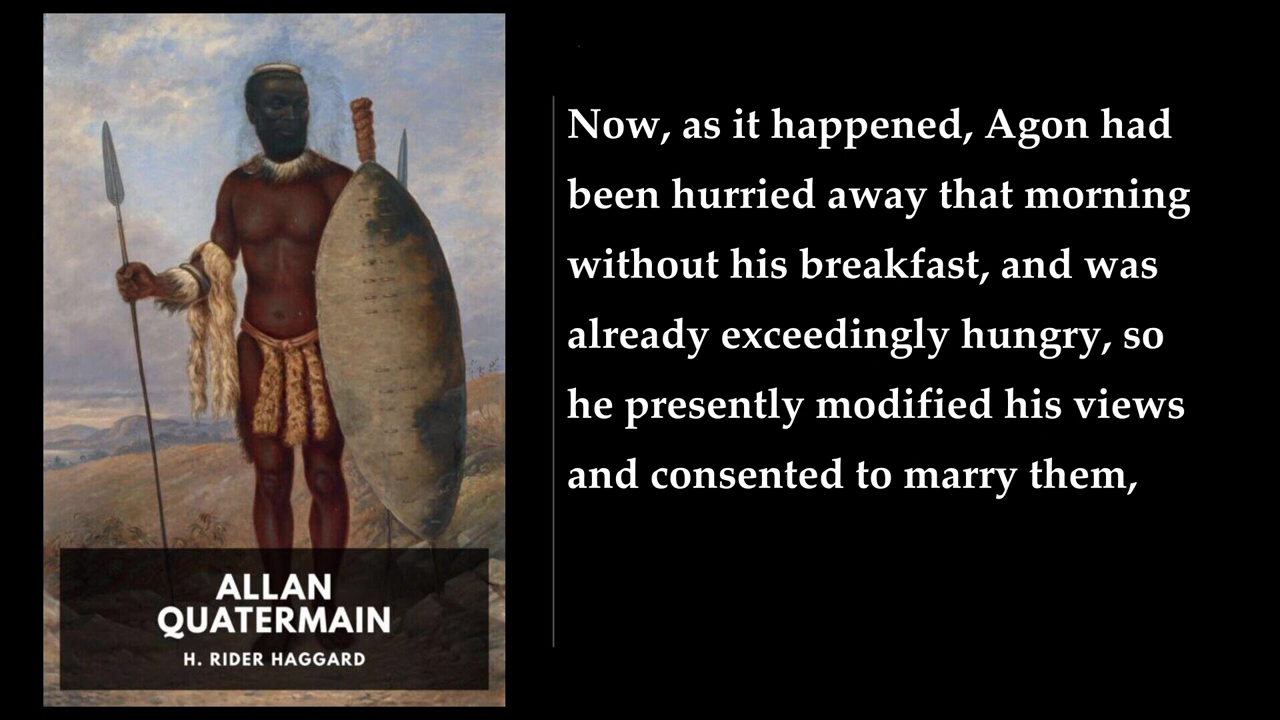 ALLAN
QUATERMAIN
H. RIDER HAGGARD
Now, as it happened, Agon had
been hurried away that morning
without his breakfast, and was
already exceedingly hungry, so
he presently modified his views
and consented to marry them,